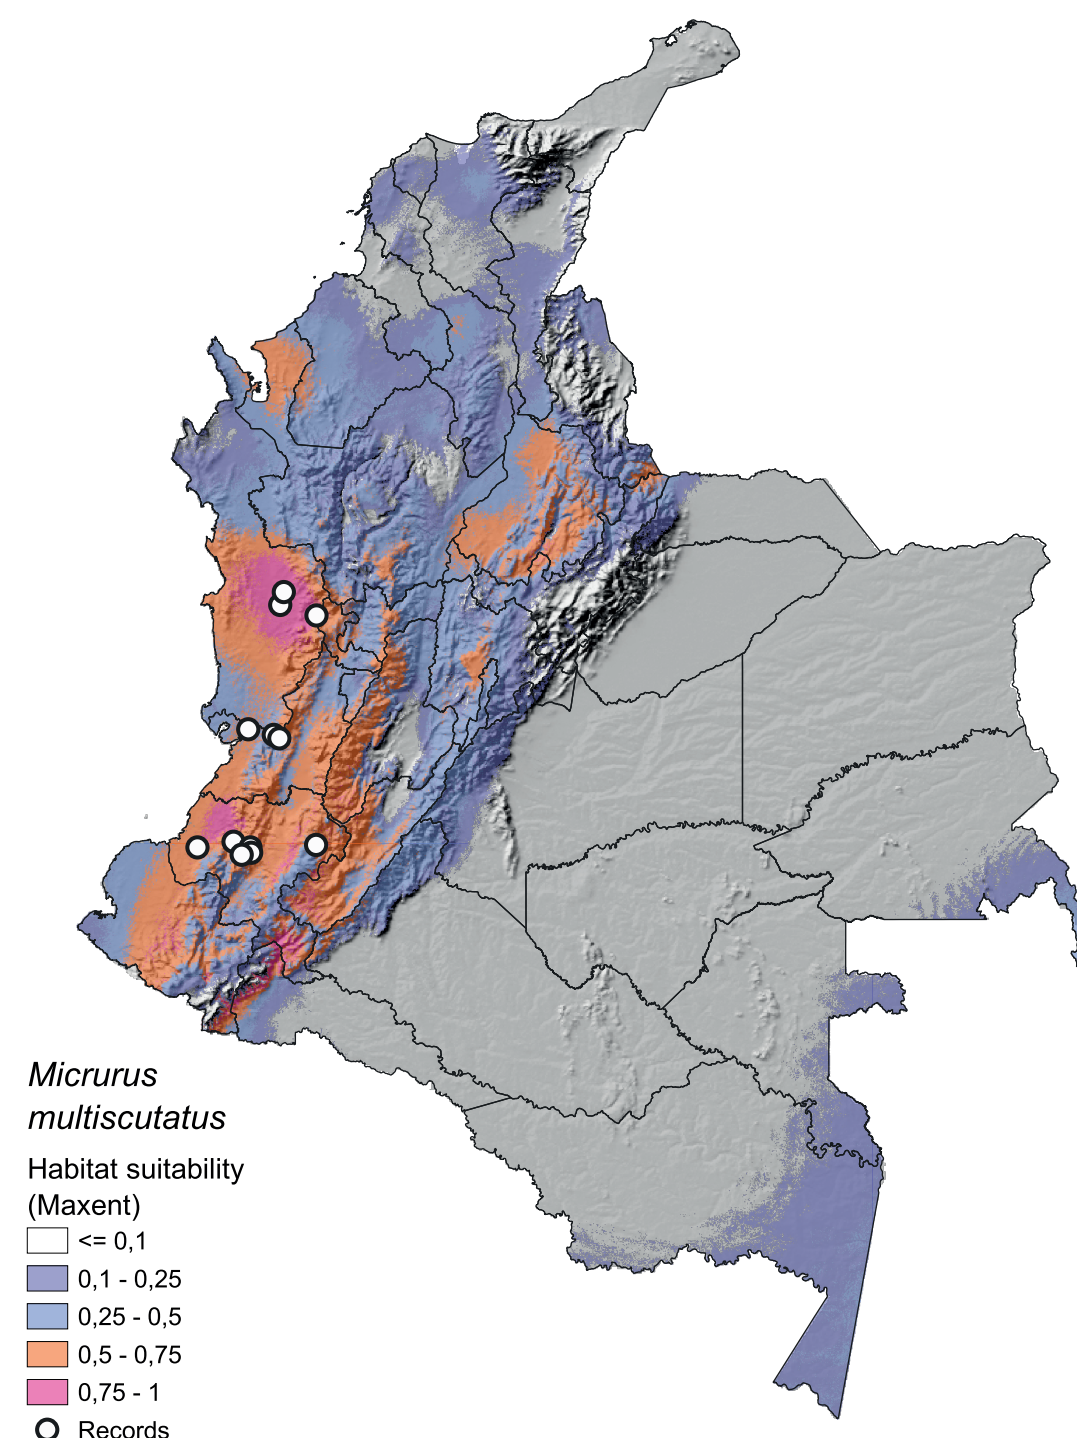 Micrurus
multiscutatus
Habitat suitability
(Maxent)
<= 0,1
0,1 - 0,25
0,25 - 0,5
0,5 - 0,75
0,75 - 1
Records